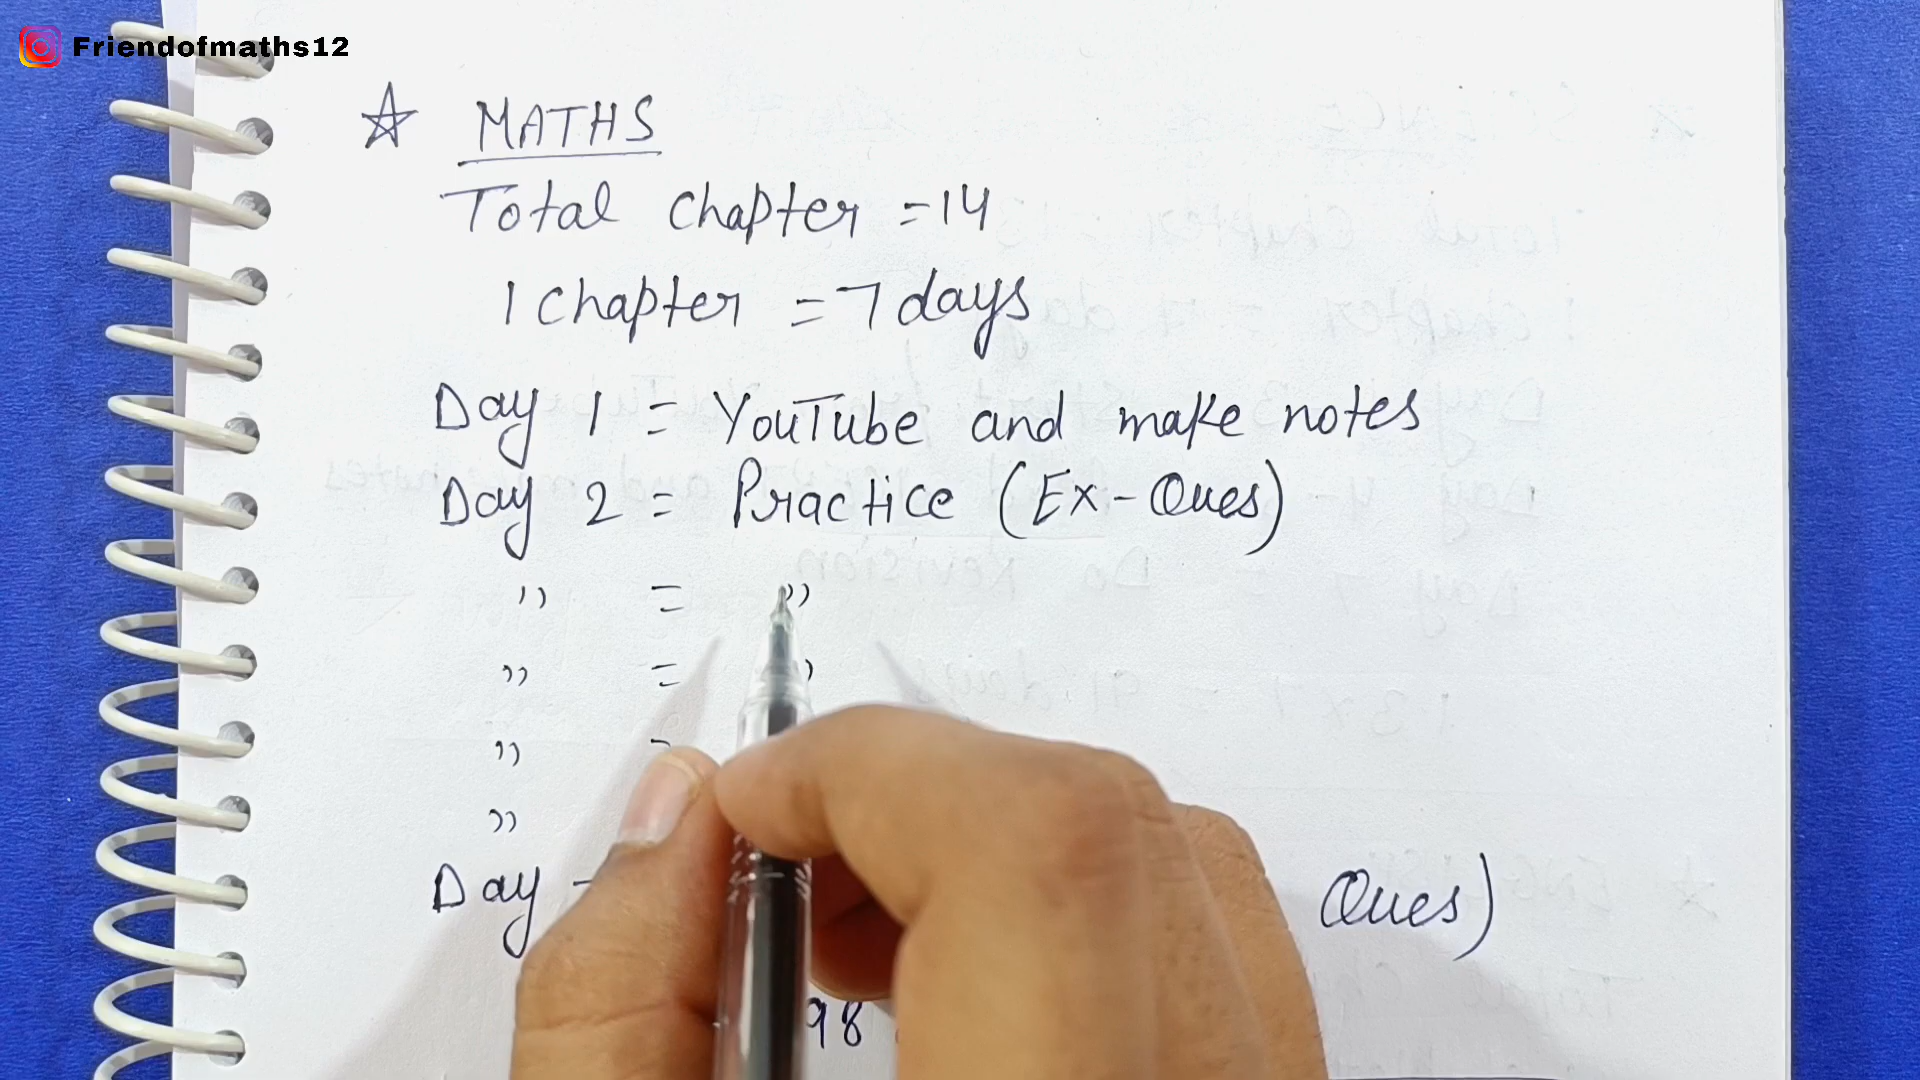 Friendofmaths12
☆ MATHS
Total chapter = 14
1 chapter = 7 days
Day 1 = YouTube and make notes
Day 2 = Practice (Ex-Ques)
" = "
" = "
" =
"
Day Ques)
98